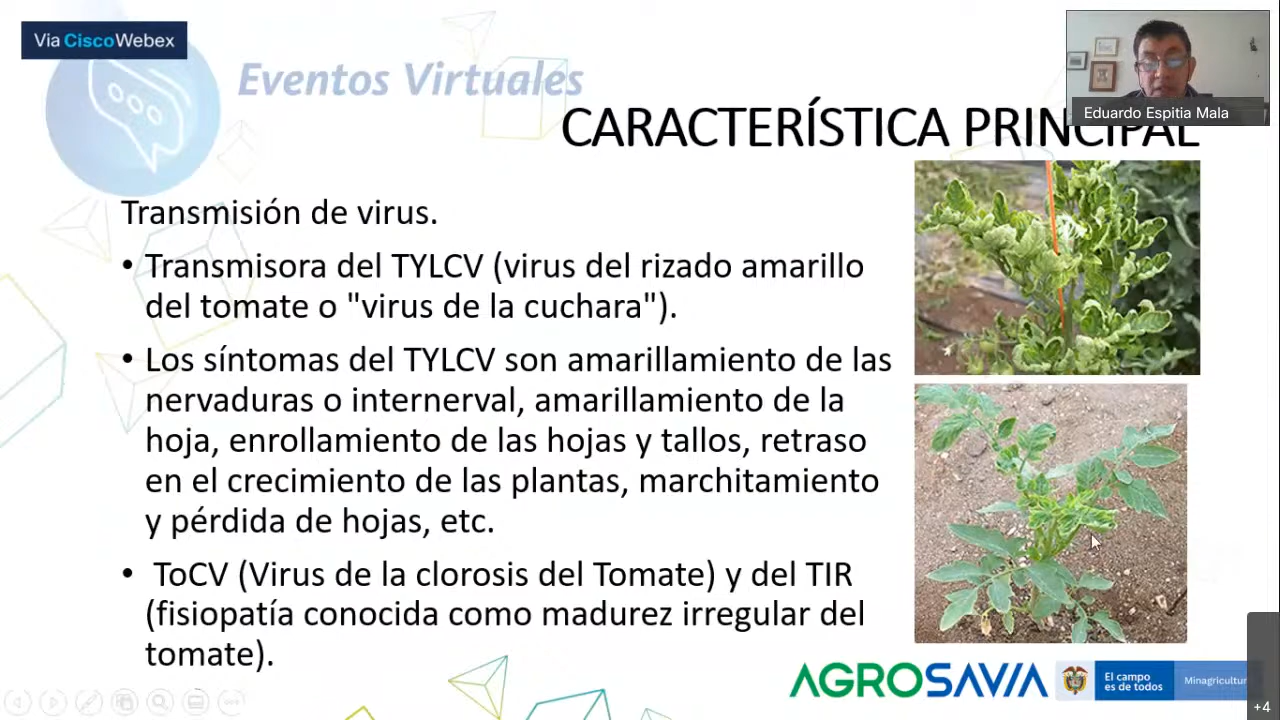 Vía CiscoWebex
Eventos Virtuales
Eduardo Espitia Mala
CARACTERÍSTICA PRINCIPAL
Transmisión de virus.
• Transmisora del TYLCV (virus del rizado amarillo
del tomate o "virus de la cuchara").
• Los síntomas del TYLCV son amarillamiento de las
nervaduras o internerval, amarillamiento de la
hoja, enrollamiento de las hojas y tallos, retraso
en el crecimiento de las plantas, marchitamiento
y pérdida de hojas, etc.
• ToCV (Virus de la clorosis del Tomate) y del TIR
(fisiopatía conocida como madurez irregular del
tomate).
AGROSAVIA
El campo
es de todos
Minagricultur
+4